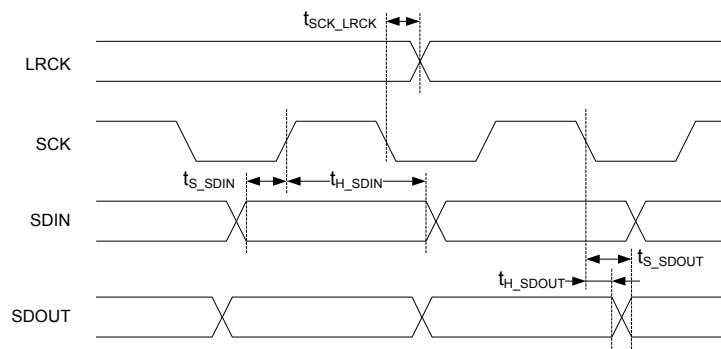 tSCK_LRCK
LRCK
SCK
tS_SDIN
tH_SDIN
SDIN
tS_SDOUT
tH_SDOUT
SDOUT